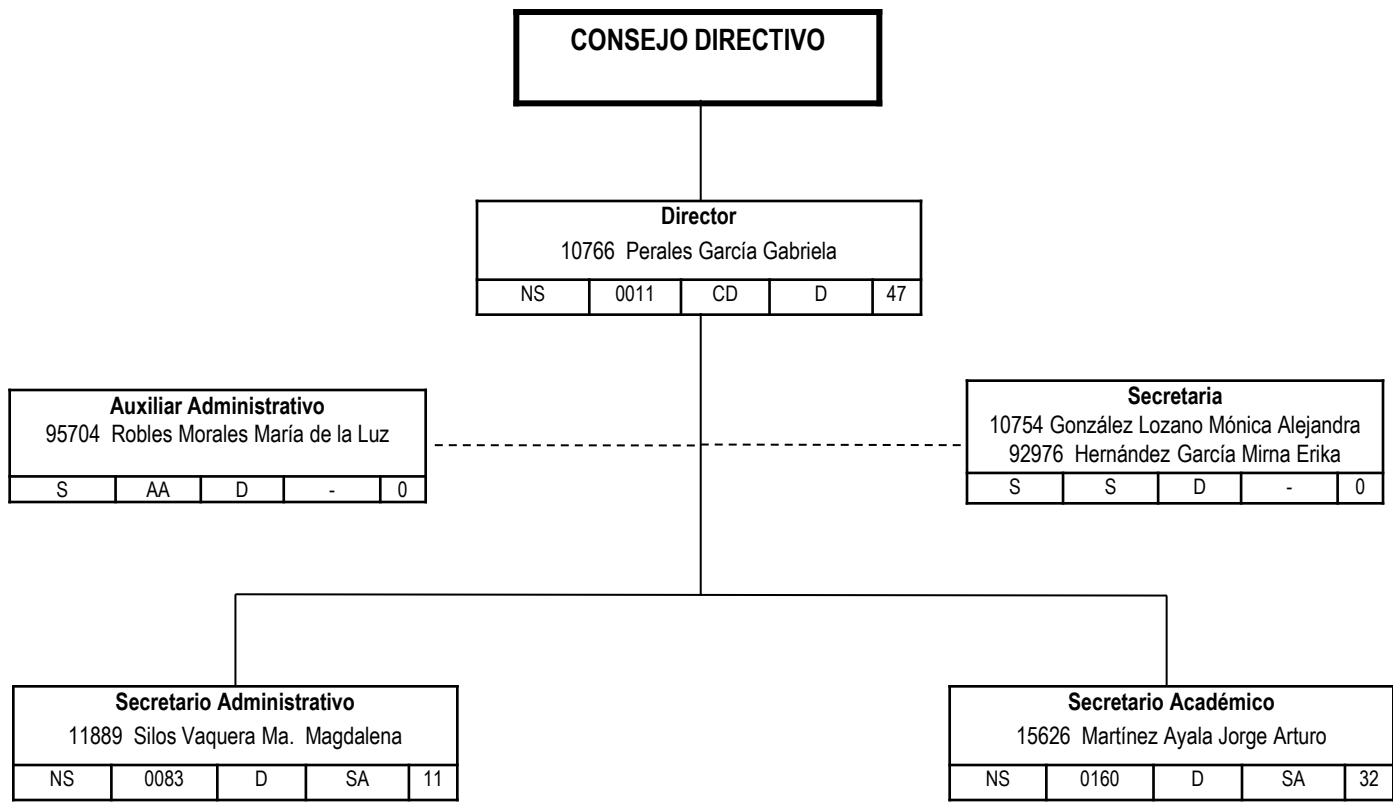 CONSEJO DIRECTIVO
Director
10766 Perales García Gabriela
NS 0011 CD D 47
Auxiliar Administrativo
95704 Robles Morales María de la Luz
S AA D - 0
Secretaria
10754 González Lozano Mónica Alejandra
92976 Hernández García Mirna Erika
S S D - 0
Secretario Administrativo
11889 Silos Vaquera Ma. Magdalena
NS 0083 D SA 11
Secretario Académico
15626 Martínez Ayala Jorge Arturo
NS 0160 D SA 32